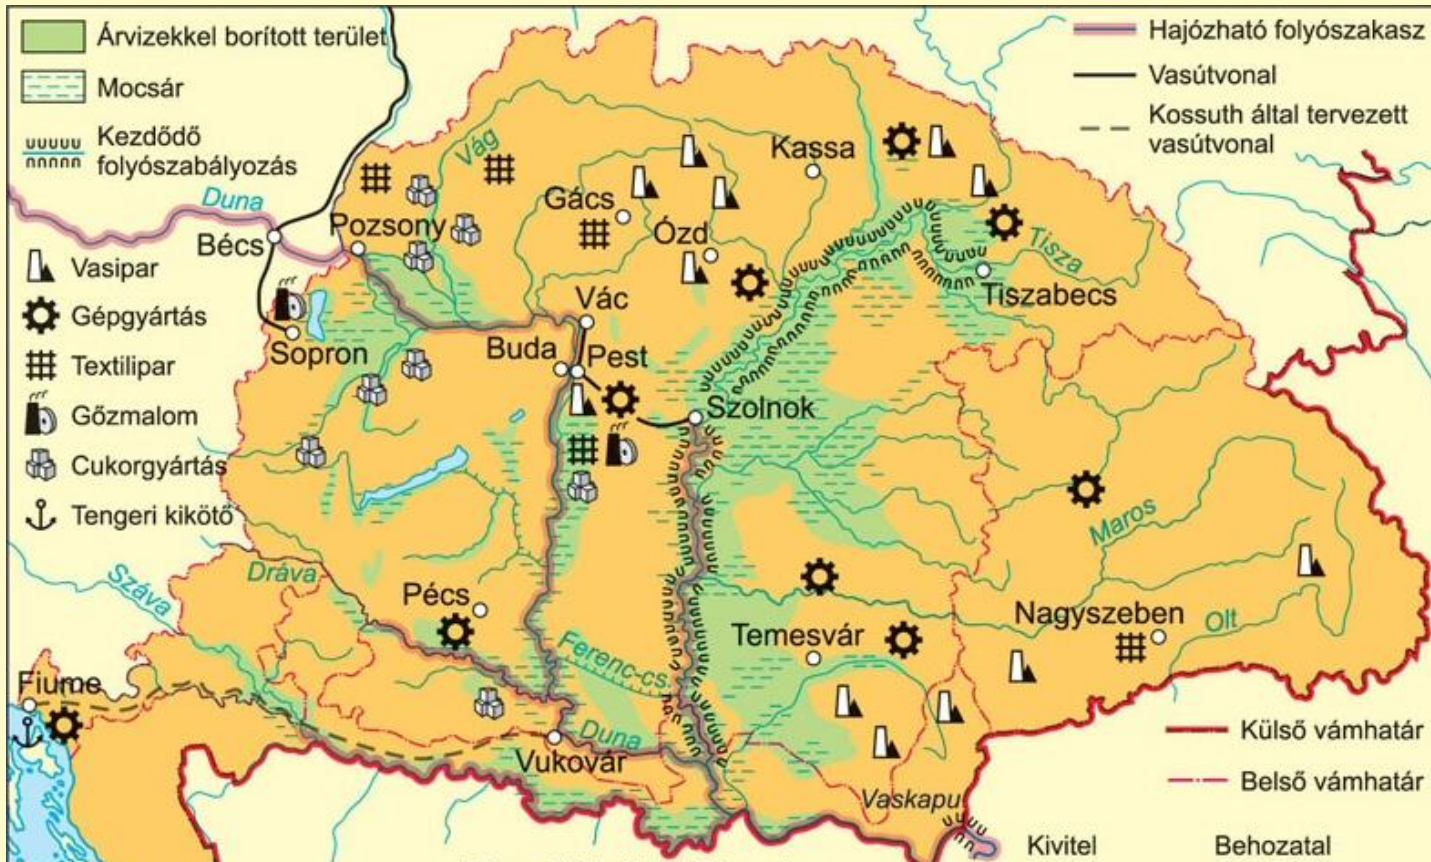 Árvizekkel borított terület
Mocsár
Kezdődő
folyószabályozás
Vasipar
Gépgyártás
Textilipar
Gőzmalom
Cukorgyártás
Tengeri kikötő
Hajózható folyószakasz
Vasútvonal
Kossuth által tervezett
vasútvonal
Duna
Bécs
Pozsony
Vág
Gács
Kassa
Ózd
Tisza
Tiszabecs
Sopron
Vác
Buda
Pest
Szolnok
Maros
Dráva
Száva
Pécs
Ferenc-cs.
Temesvár
Nagyszeben
Olt
Fiume
Vukovár
Duna
Vaskapu
Külső vámhatár
Belső vámhatár
Kivitel
Behozatal